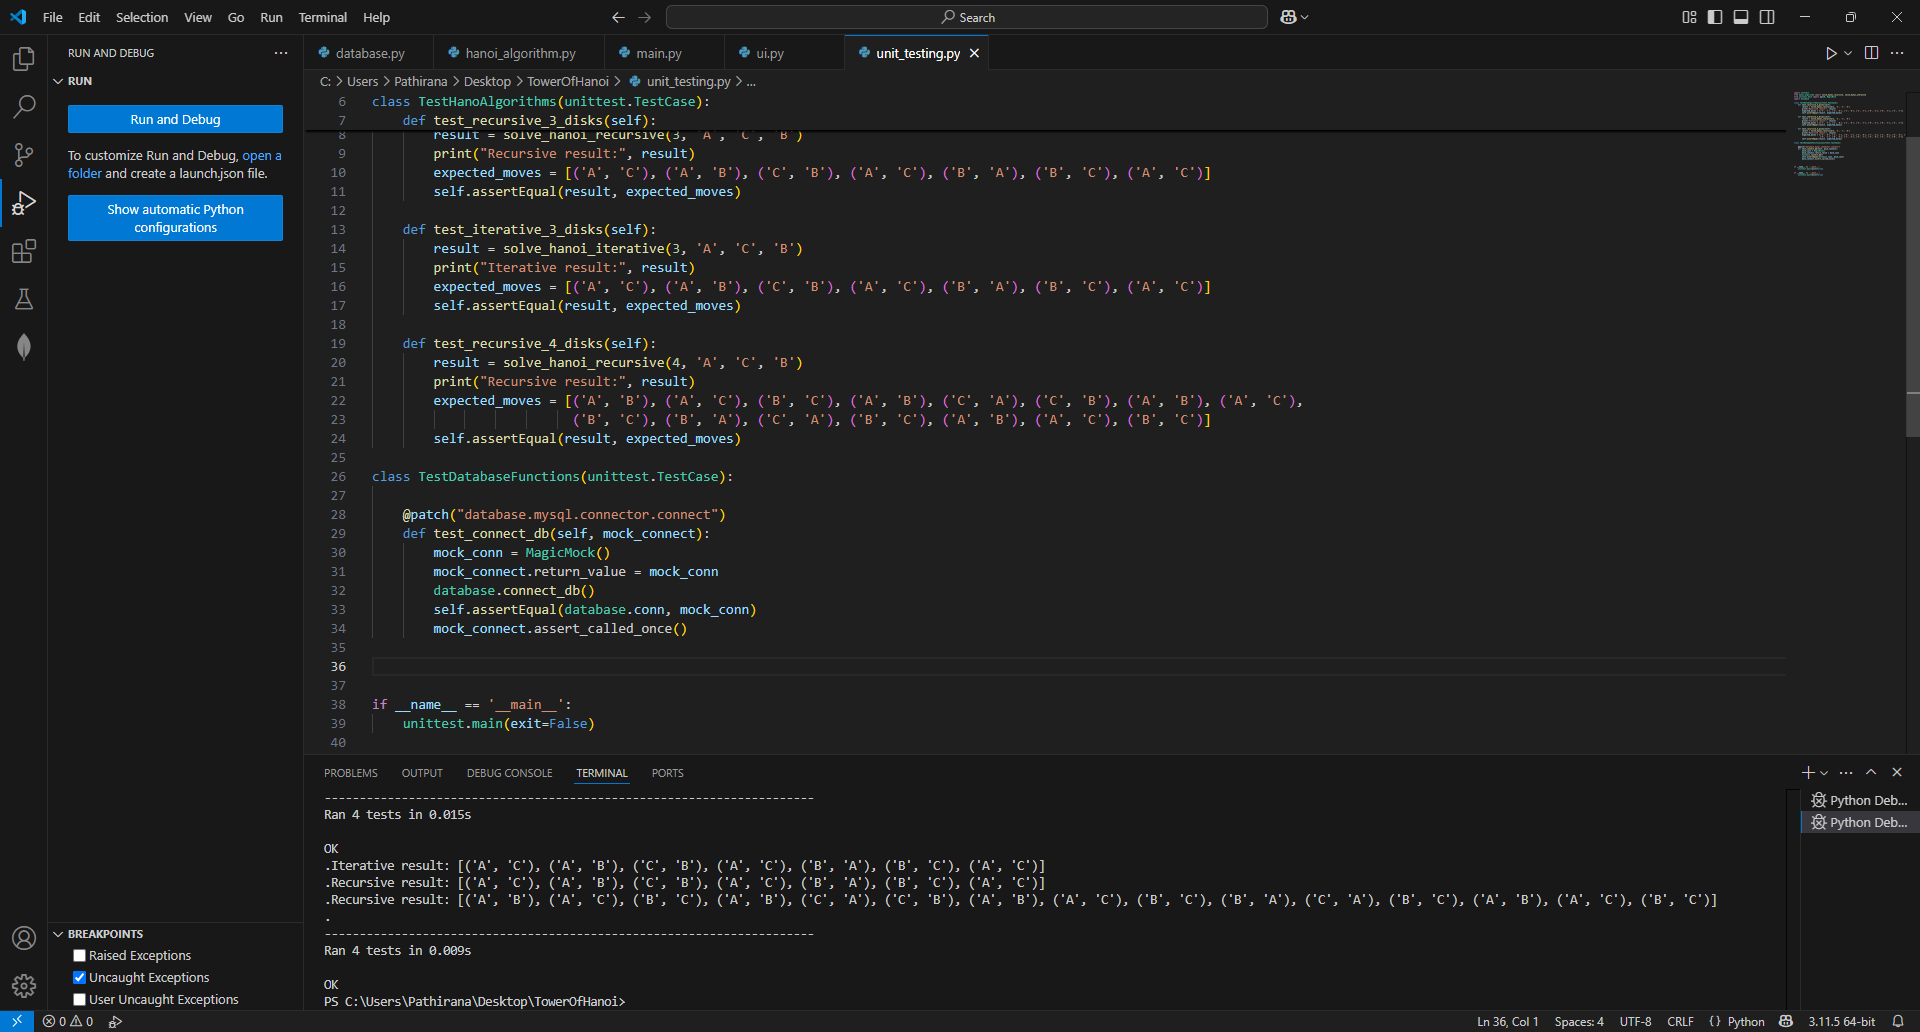 File Edit Selection View Go Run Terminal Help
Search
RUN AND DEBUG
RUN
Run and Debug
To customize Run and Debug, open a
folder and create a launch.json file.
Show automatic Python
configurations
BREAKPOINTS
Raised Exceptions
Uncaught Exceptions
User Uncaught Exceptions
database.py hanoi_algorithm.py main.py ui.py unit_testing.py
C: > Users > Pathirana > Desktop > TowerOfHanoi > unit_testing.py > ...
6 class TestHanoAlgorithms(unittest.TestCase):
7 def test_recursive_3_disks(self):
8 result = solve_hanoi_recursive(3, 'A', 'C', 'B')
9 print("Recursive result:", result)
10 expected_moves = [('A', 'C'), ('A', 'B'), ('C', 'B'), ('A', 'C'), ('B', 'A'), ('B', 'C'), ('A', 'C')]
11 self.assertEqual(result, expected_moves)
12
13 def test_iterative_3_disks(self):
14 result = solve_hanoi_iterative(3, 'A', 'C', 'B')
15 print("Iterative result:", result)
16 expected_moves = [('A', 'C'), ('A', 'B'), ('C', 'B'), ('A', 'C'), ('B', 'A'), ('B', 'C'), ('A', 'C')]
17 self.assertEqual(result, expected_moves)
18
19 def test_recursive_4_disks(self):
20 result = solve_hanoi_recursive(4, 'A', 'C', 'B')
21 print("Recursive result:", result)
22 expected_moves = [('A', 'B'), ('A', 'C'), ('B', 'C'), ('A', 'B'), ('C', 'A'), ('C', 'B'), ('A', 'B'), ('A', 'C'),
23 ('B', 'C'), ('B', 'A'), ('C', 'A'), ('B', 'C'), ('A', 'B'), ('A', 'C'), ('B', 'C')]
24 self.assertEqual(result, expected_moves)
25
26 class TestDatabaseFunctions(unittest.TestCase):
27
28 @patch("database.mysql.connector.connect")
29 def test_connect_db(self, mock_connect):
30 mock_conn = MagicMock()
31 mock_connect.return_value = mock_conn
32 database.connect_db()
33 self.assertEqual(database.conn, mock_conn)
34 mock_connect.assert_called_once()
35
36
37
38 if __name__ == '__main__':
39 unittest.main(exit=False)
40
PROBLEMS OUTPUT DEBUG CONSOLE TERMINAL PORTS
----------------------------------------------------------------------
Ran 4 tests in 0.015s
OK
.Iterative result: [('A', 'C'), ('A', 'B'), ('C', 'B'), ('A', 'C'), ('B', 'A'), ('B', 'C'), ('A', 'C')]
.Recursive result: [('A', 'C'), ('A', 'B'), ('C', 'B'), ('A', 'C'), ('B', 'A'), ('B', 'C'), ('A', 'C')]
.Recursive result: [('A', 'B'), ('A', 'C'), ('B', 'C'), ('A', 'B'), ('C', 'A'), ('C', 'B'), ('A', 'B'), ('A', 'C'), ('B', 'C'), ('B', 'A'), ('C', 'A'), ('B', 'C'), ('A', 'B'), ('A', 'C'), ('B', 'C')]
.
----------------------------------------------------------------------
Ran 4 tests in 0.009s
OK
PS C:\Users\Pathirana\Desktop\TowerOfHanoi>
Python Deb...
Python Deb...
0 0
Ln 36, Col 1 Spaces: 4 UTF-8 CRLF {} Python 3.11.5 64-bit